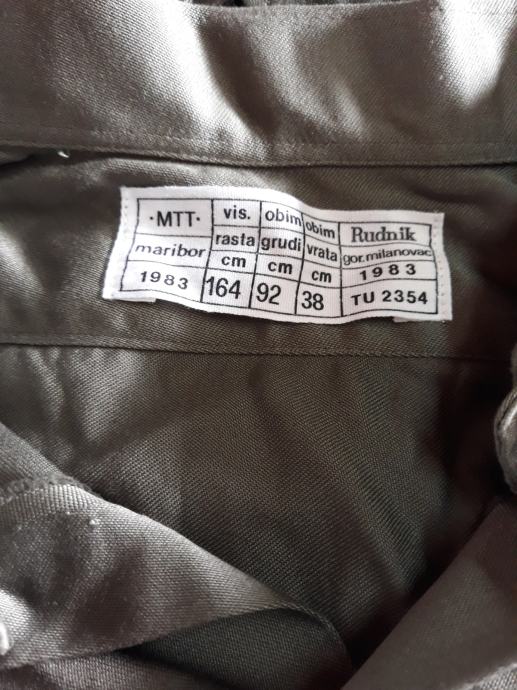 ·MTT·
maribor
1983
vis.
rasta
cm
164
obim
grudi
cm
92
obim
vrata
cm
38
Rudnik
gor.milanovac
1983
TU 2354